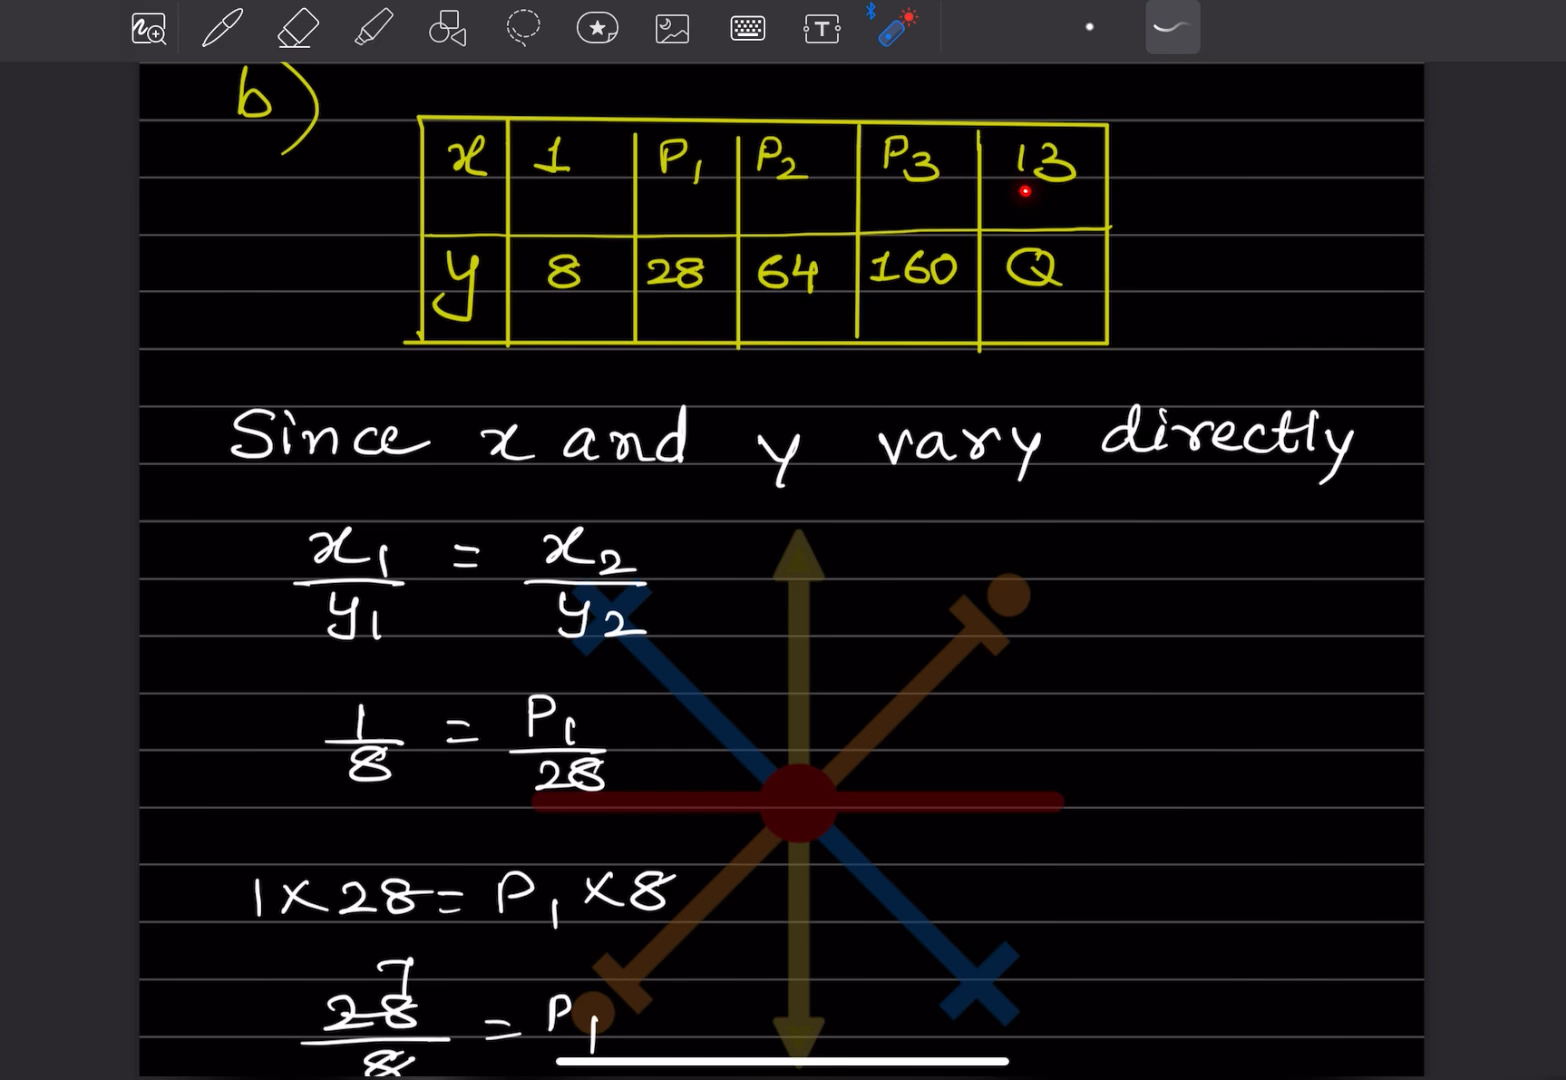 b)
x 1 P₁ P₂ P₃ 13
y 8 28 64 160 Q
Since x and y vary directly
x₁/y₁ = x₂/y₂
1/8 = P₁/28
1 × 28 = P₁ × 8
7
28/8 = P₁